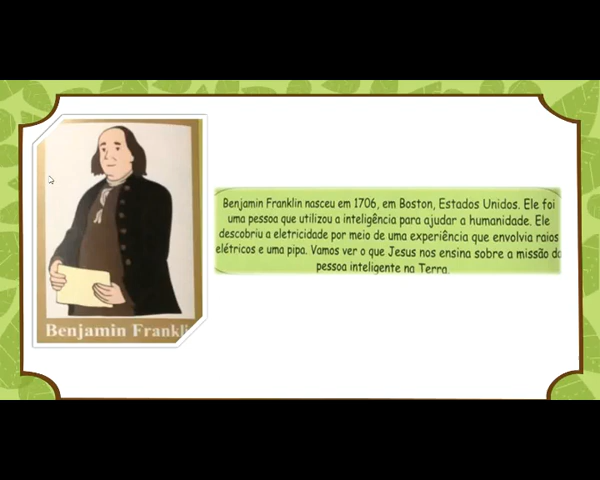 Benjamin Franklin nasceu em 1706, em Boston, Estados Unidos. Ele foi
uma pessoa que utilizou a inteligência para ajudar a humanidade. Ele
descobriu a eletricidade por meio de uma experiência que envolvia raios
elétricos e uma pipa. Vamos ver o que Jesus nos ensina sobre a missão da
pessoa inteligente na Terra.
Benjamin Frankli